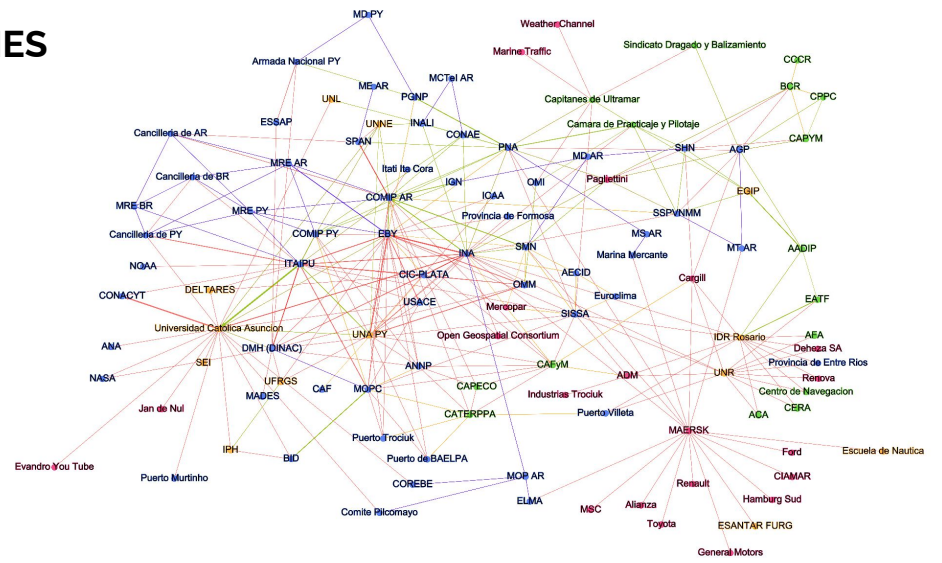 ES
MD PY
Weather Channel
Marine Traffic
Sindicato Dragado y Balizamiento
CCCR
Armada Nacional PY
ME AR
MCTel AR
BCR
CPPC
UNL
PGNP
Capitanes de Ultramar
ESSAP
UNNE
INALI
CONAE
Camara de Practicaje y Pilotaje
Cancilleria de AR
SPAN
PNA
CAPYM
MRE AR
Itati Ita Cora
MD AR
SHN
AGP
Cancilleria de BR
IGN
OMI
Pagliettini
COMIP AR
ICAA
EGIP
MRE BR
MRE PY
Provincia de Formosa
SSPVNMM
Cancilleria de PY
COMIP PY
EBY
MS AR
INA
SMN
Marina Mercante
MT AR
AADIP
NOAA
ITAIPU
CIC-PLATA
AECID
Cargill
CONACYT
DELTARES
OMM
Euroclima
EATF
USACE
Mercopar
SISSA
Universidad Catolica Asuncion
UNA PY
Open Geospatial Consortium
IDR Rosario
AFA
ANA
DMH (DINAC)
Deheza SA
SEI
ANNP
CAFyM
Provincia de Entre Rios
NASA
UFRGS
ADM
UNR
Renova
MADES
CAF
MOPC
CAPECO
Industrias Trociuk
Centro de Navegacion
Jan de Nul
CATERPPA
Puerto Villeta
ACA
CERA
MAERSK
Puerto Trociuk
IPH
BID
Puerto de BAELPA
Ford
Escuela de Nautica
Evandro You Tube
Puerto Murtinho
COREBE
MOP AR
Renault
CIAMAR
Comite Pilcomayo
ELMA
MSC
Alianza
Hamburg Sud
Toyota
ESANTAR FURG
General Motors